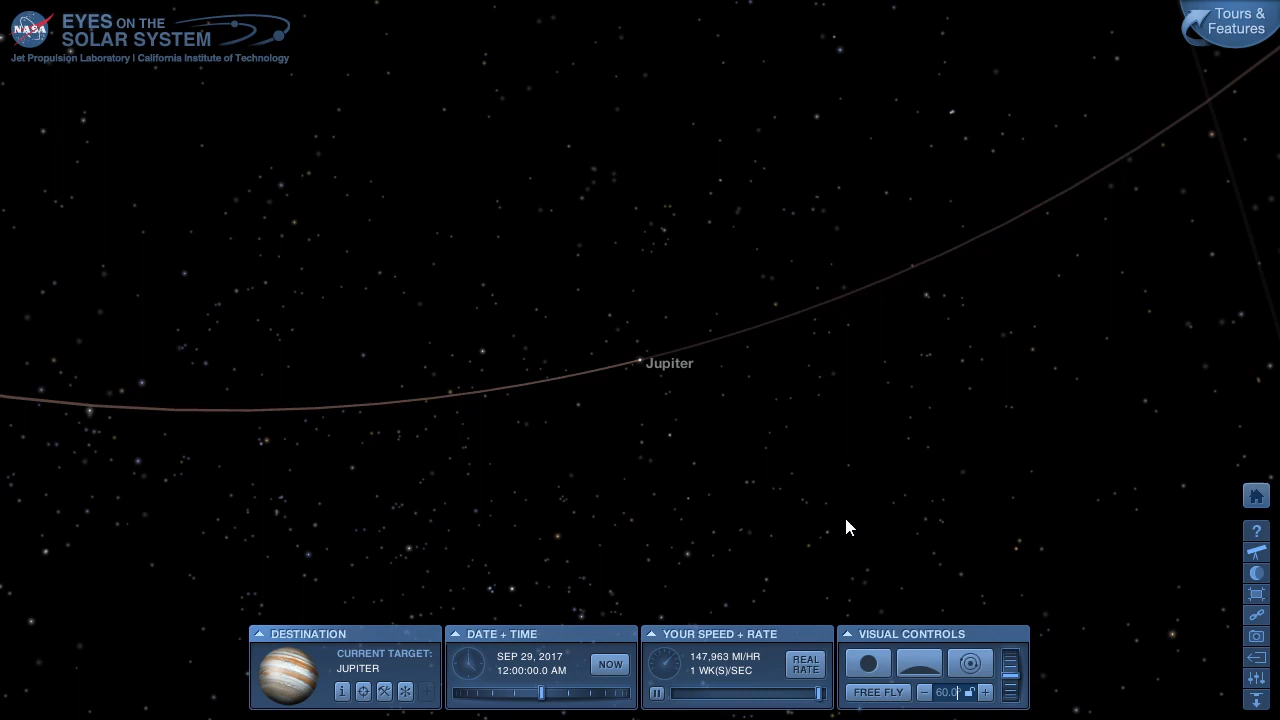 NASA
EYES ON THE
SOLAR SYSTEM
Jet Propulsion Laboratory | California Institute of Technology
Tours &
Features
Jupiter
DESTINATION
CURRENT TARGET:
JUPITER
DATE + TIME
SEP 29, 2017
12:00:00.0 AM
NOW
YOUR SPEED + RATE
147,963 MI/HR
1 WK(S)/SEC
REAL
RATE
VISUAL CONTROLS
FREE FLY
60.0°
?